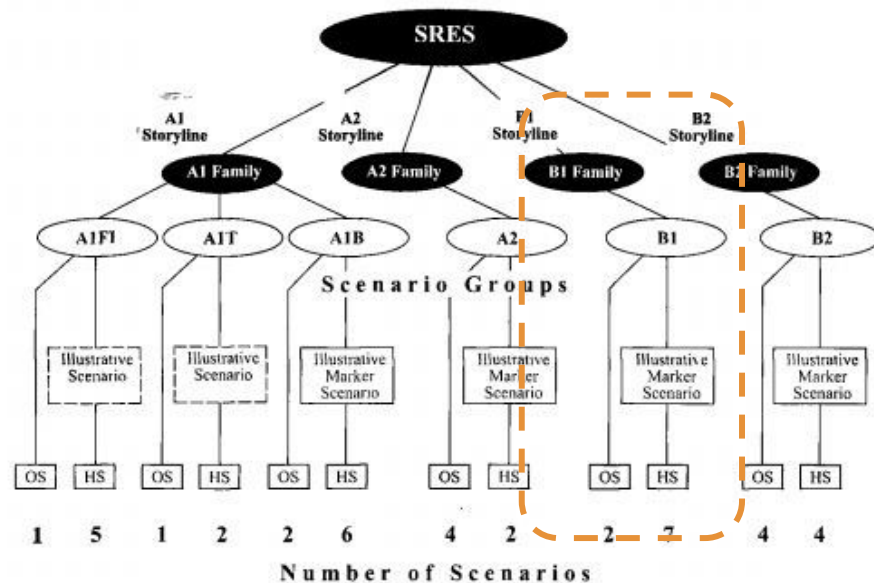 SRES
A1 Storyline
A2 Storyline
B1 Storyline
B2 Storyline
A1 Family
A2 Family
B1 Family
B2 Family
A1FI
A1T
A1B
A2
B1
B2
Scenario Groups
Illustrative
Scenario
Illustrative
Scenario
Illustrative
Marker
Scenario
Illustrative
Marker
Scenario
Illustrative
Marker
Scenario
Illustrative
Marker
Scenario
OS HS OS HS OS HS OS HS OS HS OS HS
1 5 1 2 2 6 4 2 2 7 4 4
Number of Scenarios